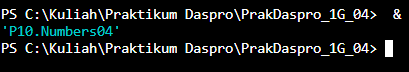 PS C:\Kuliah\Praktikum Daspro\PrakDaspro_1G_04>  &
'P10.Numbers04'
PS C:\Kuliah\Praktikum Daspro\PrakDaspro_1G_04>